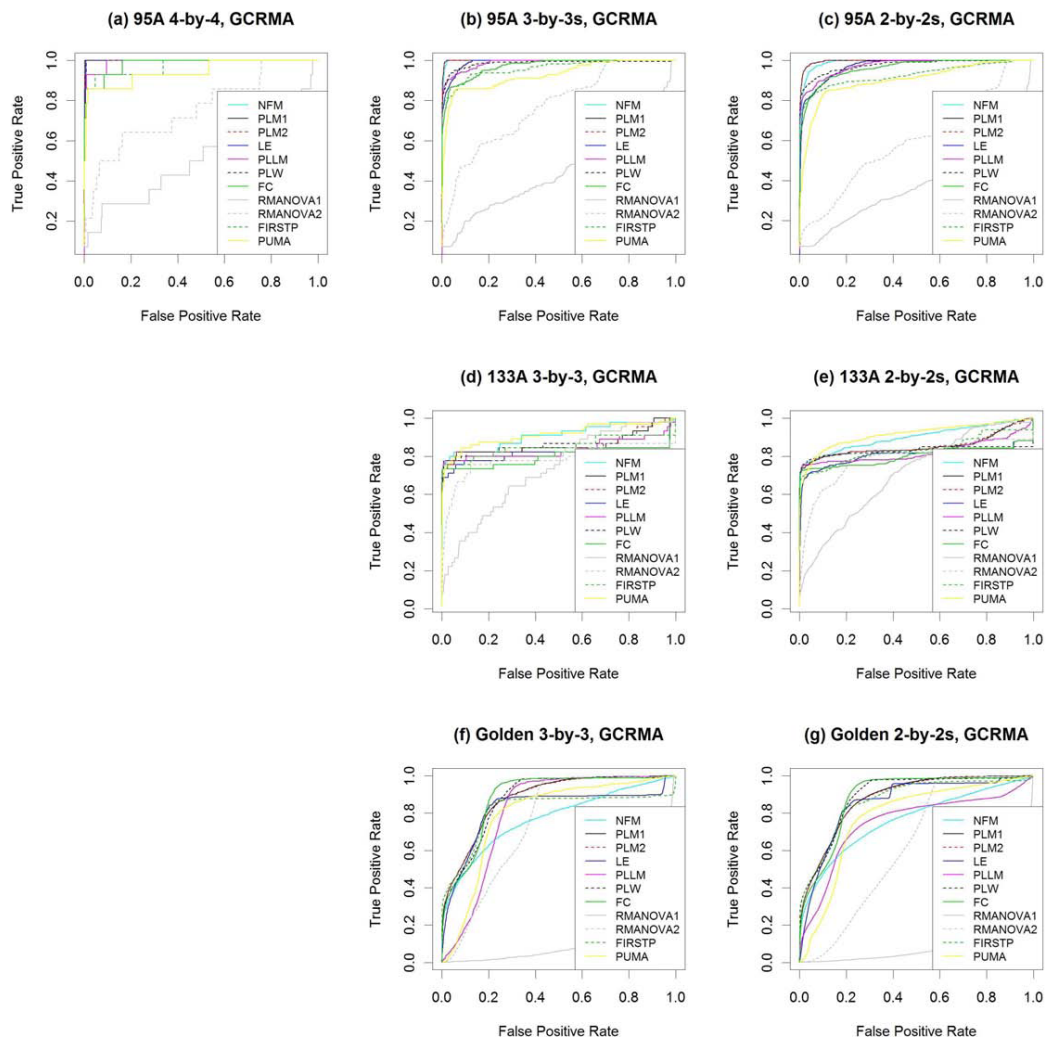 (a) 95A 4-by-4, GCRMA
True Positive Rate
1.0
0.8
0.6
0.4
0.2
NFM
PLM1
PLM2
LE
PLLM
PLW
FC
RMANOVA1
RMANOVA2
FIRSTP
PUMA
0.0 0.2 0.4 0.6 0.8 1.0
False Positive Rate
(b) 95A 3-by-3s, GCRMA
True Positive Rate
1.0
0.8
0.6
0.4
0.2
NFM
PLM1
PLM2
LE
PLLM
PLW
FC
RMANOVA1
RMANOVA2
FIRSTP
PUMA
0.0 0.2 0.4 0.6 0.8 1.0
False Positive Rate
(c) 95A 2-by-2s, GCRMA
True Positive Rate
1.0
0.8
0.6
0.4
0.2
NFM
PLM1
PLM2
LE
PLLM
PLW
FC
RMANOVA1
RMANOVA2
FIRSTP
PUMA
0.0 0.2 0.4 0.6 0.8 1.0
False Positive Rate
(d) 133A 3-by-3, GCRMA
True Positive Rate
1.0
0.8
0.6
0.4
0.2
0.0
NFM
PLM1
PLM2
LE
PLLM
PLW
FC
RMANOVA1
RMANOVA2
FIRSTP
PUMA
0.0 0.2 0.4 0.6 0.8 1.0
False Positive Rate
(e) 133A 2-by-2s, GCRMA
True Positive Rate
1.0
0.8
0.6
0.4
0.2
0.0
NFM
PLM1
PLM2
LE
PLLM
PLW
FC
RMANOVA1
RMANOVA2
FIRSTP
PUMA
0.0 0.2 0.4 0.6 0.8 1.0
False Positive Rate
(f) Golden 3-by-3, GCRMA
True Positive Rate
1.0
0.8
0.6
0.4
0.2
0.0
NFM
PLM1
PLM2
LE
PLLM
PLW
FC
RMANOVA1
RMANOVA2
FIRSTP
PUMA
0.0 0.2 0.4 0.6 0.8 1.0
False Positive Rate
(g) Golden 2-by-2s, GCRMA
True Positive Rate
1.0
0.8
0.6
0.4
0.2
0.0
NFM
PLM1
PLM2
LE
PLLM
PLW
FC
RMANOVA1
RMANOVA2
FIRSTP
PUMA
0.0 0.2 0.4 0.6 0.8 1.0
False Positive Rate